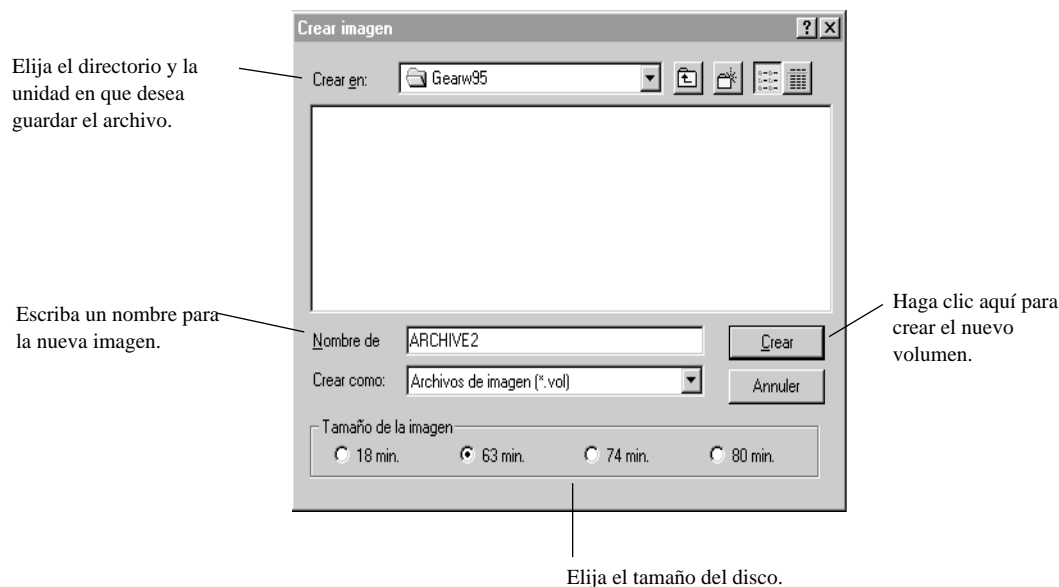 Crear imagen
Elija el directorio y la
unidad en que desea
guardar el archivo.
Crear en:
Gearw95
Escriba un nombre para
la nueva imagen.
Nombre de
ARCHIVE2
Crear
Haga clic aquí para
crear el nuevo
volumen.
Crear como:
Archivos de imagen (*.vol)
Annuler
Tamaño de la imagen
18 min.
63 min.
74 min.
80 min.
Elija el tamaño del disco.